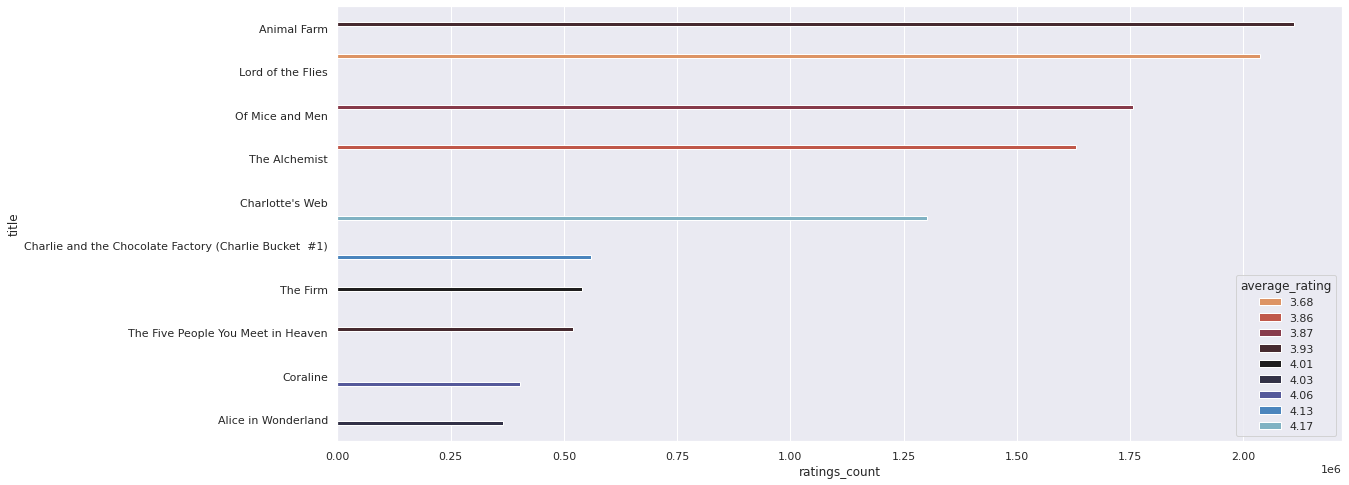 Animal Farm
Lord of the Flies
Of Mice and Men
The Alchemist
Charlotte's Web
Charlie and the Chocolate Factory (Charlie Bucket  #1)
The Firm
The Five People You Meet in Heaven
Coraline
Alice in Wonderland
title
average_rating
3.68
3.86
3.87
3.93
4.01
4.03
4.06
4.13
4.17
0.00 0.25 0.50 0.75 1.00 1.25 1.50 1.75 2.00
1e6
ratings_count